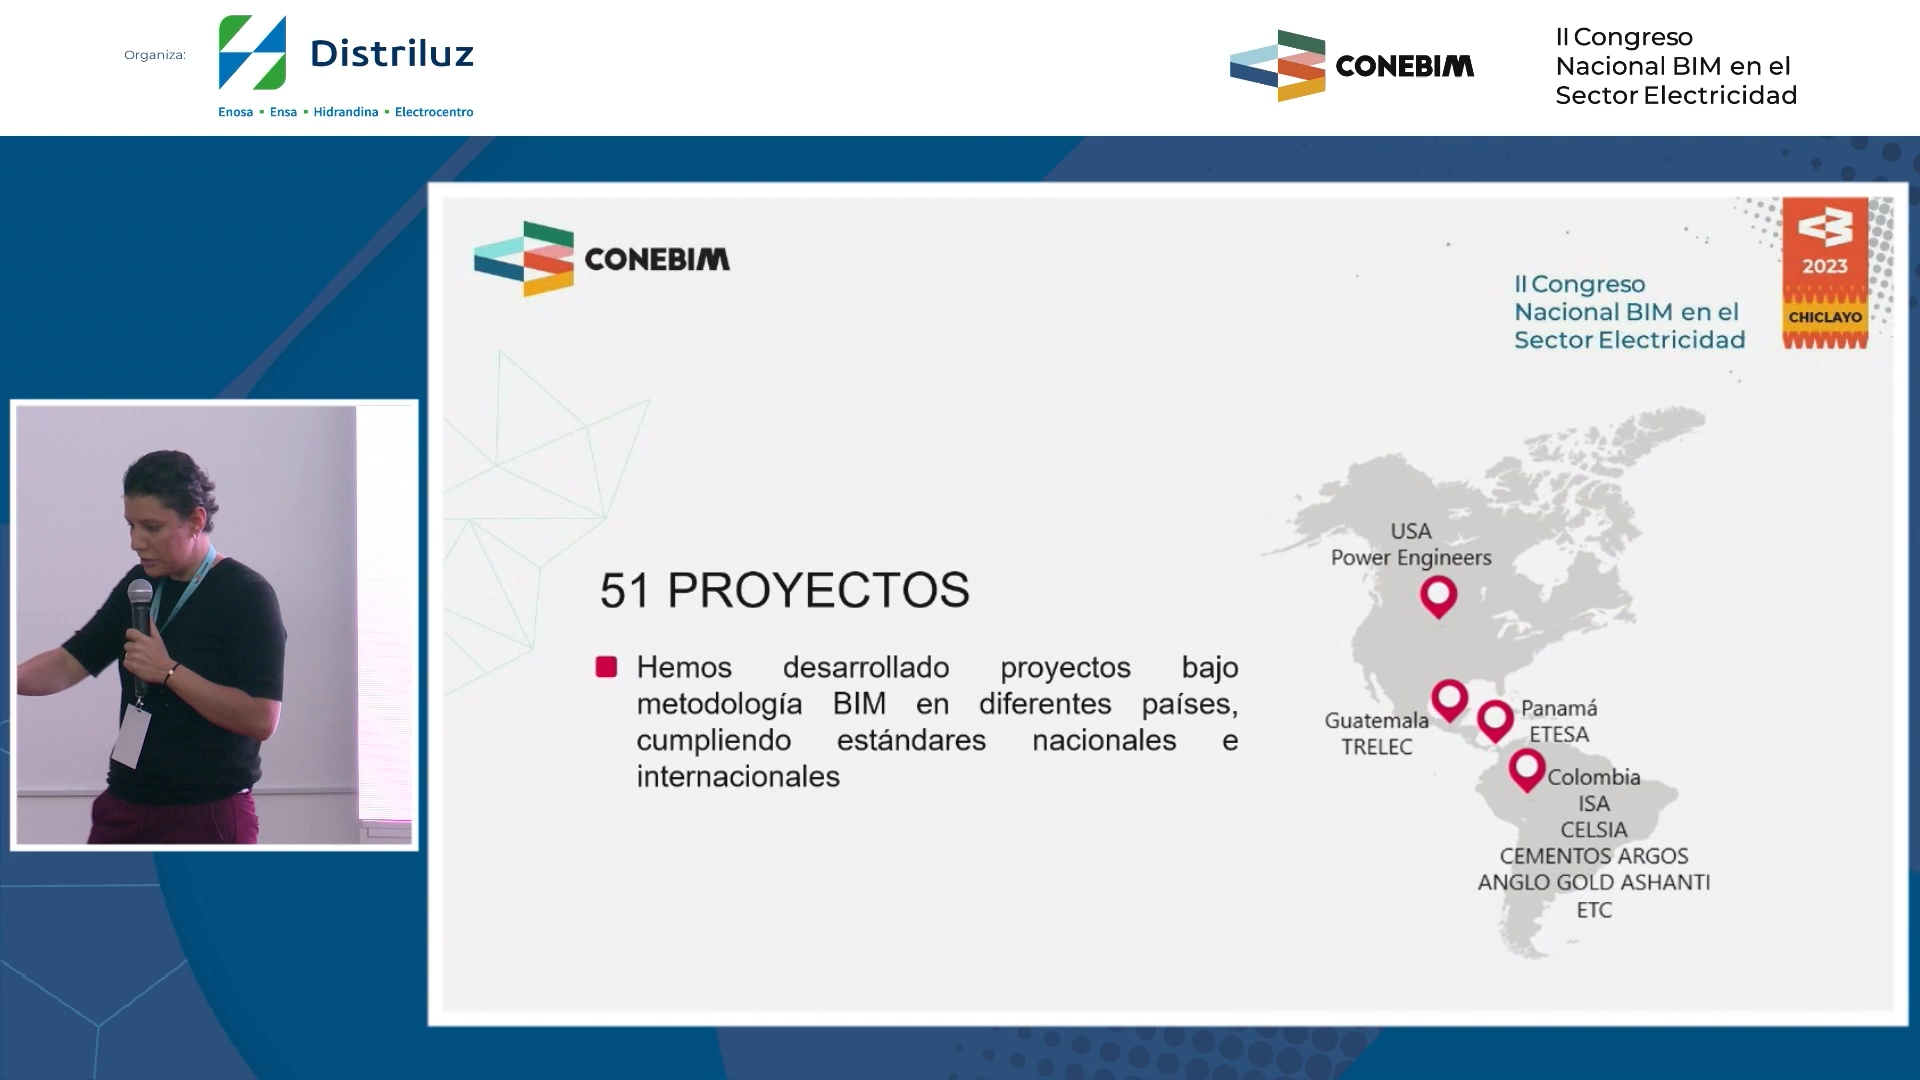 Organiza:
Distriluz
Enosa ▪ Ensa ▪ Hidrandina ▪ Electrocentro
CONEBIM
II Congreso
Nacional BIM en el
Sector Electricidad
CONEBIM
II Congreso
Nacional BIM en el
Sector Electricidad
2023
CHICLAYO
51 PROYECTOS
Hemos desarrollado proyectos bajo
metodología BIM en diferentes países,
cumpliendo estándares nacionales e
internacionales
USA
Power Engineers
Guatemala
TRELEC
Panamá
ETESA
Colombia
ISA
CELSIA
CEMENTOS ARGOS
ANGLO GOLD ASHANTI
ETC